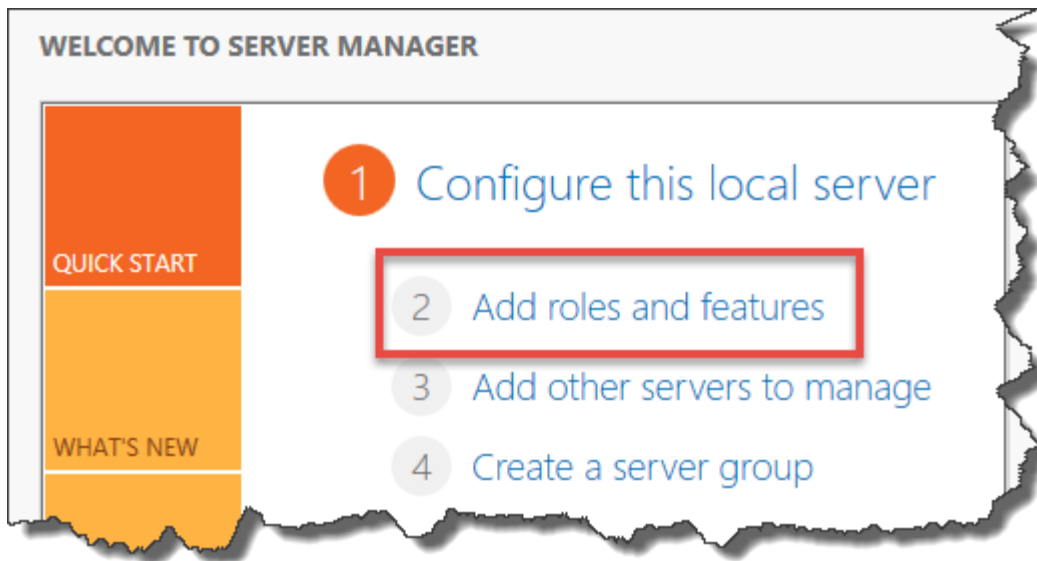 WELCOME TO SERVER MANAGER
QUICK START
WHAT'S NEW
1 Configure this local server
2 Add roles and features
3 Add other servers to manage
4 Create a server group